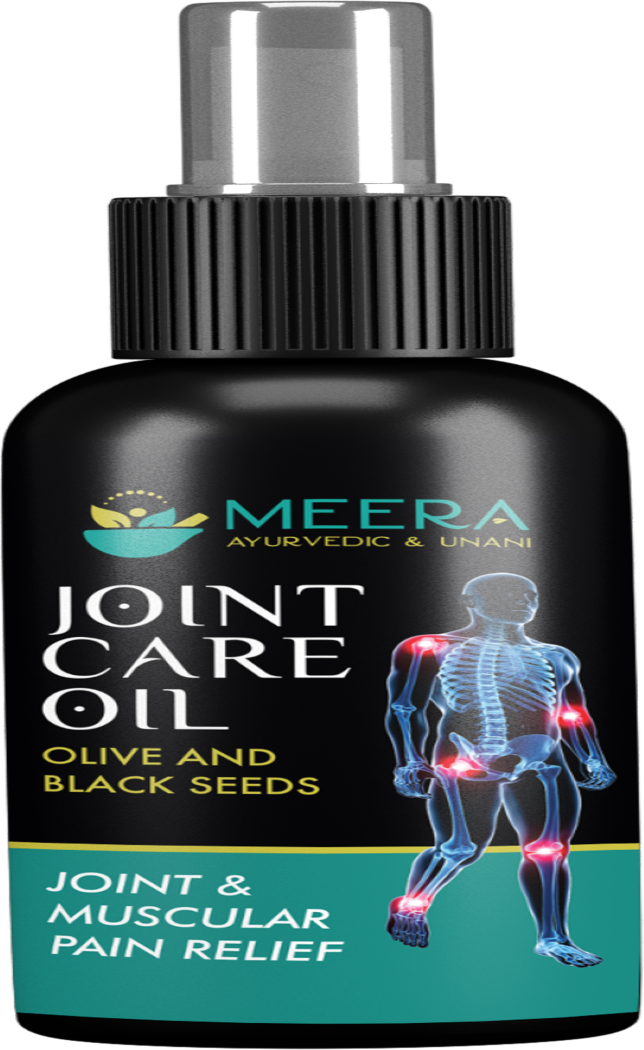 MEERA
AYURVEDIC & UNANI
JOINT
CARE
OIL
OLIVE AND
BLACK SEEDS
JOINT &
MUSCULAR
PAIN RELIEF